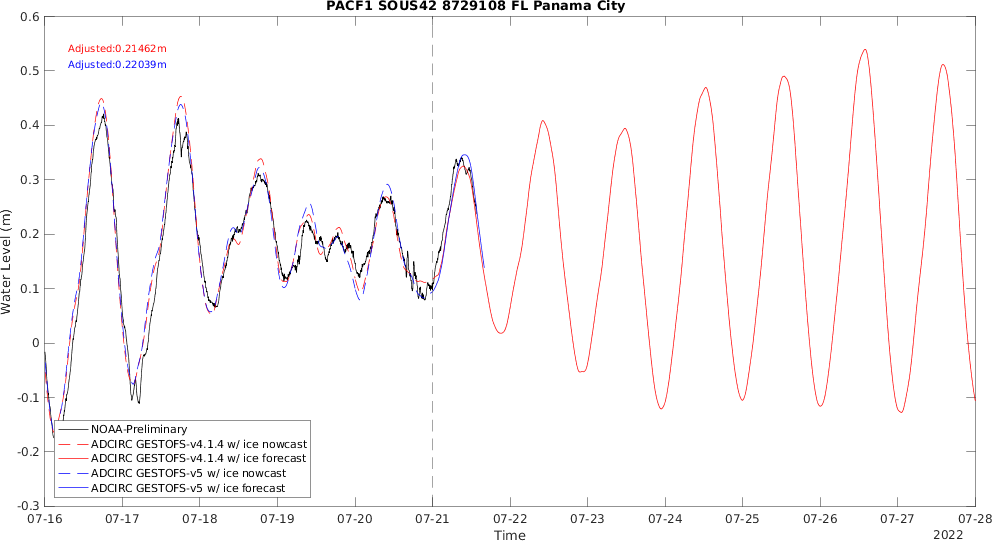 PACF1 SOUS42 8729108 FL Panama City
Adjusted:0.21462m
Adjusted:0.22039m
Water Level (m)
0.6
0.5
0.4
0.3
0.2
0.1
0
-0.1
-0.2
-0.3
NOAA-Preliminary
ADCIRC GESTOFS-v4.1.4 w/ ice nowcast
ADCIRC GESTOFS-v4.1.4 w/ ice forecast
ADCIRC GESTOFS-v5 w/ ice nowcast
ADCIRC GESTOFS-v5 w/ ice forecast
07-16 07-17 07-18 07-19 07-20 07-21 07-22 07-23 07-24 07-25 07-26 07-27 07-28
Time
2022